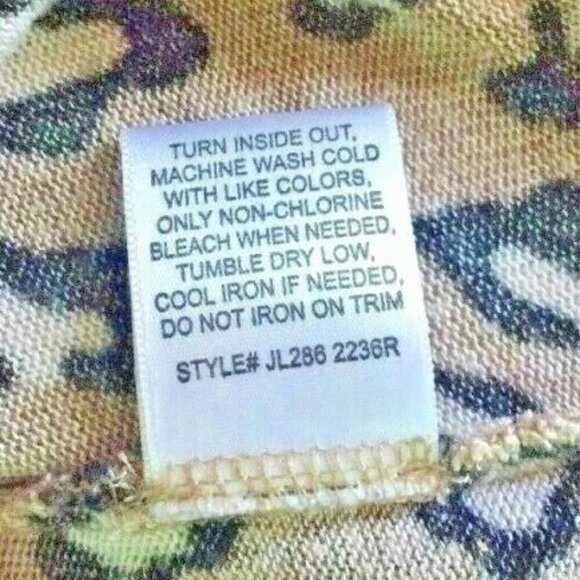 TURN INSIDE OUT,
MACHINE WASH COLD
WITH LIKE COLORS,
ONLY NON-CHLORINE
BLEACH WHEN NEEDED,
TUMBLE DRY LOW,
COOL IRON IF NEEDED,
DO NOT IRON ON TRIM
STYLE# JL286 2236R